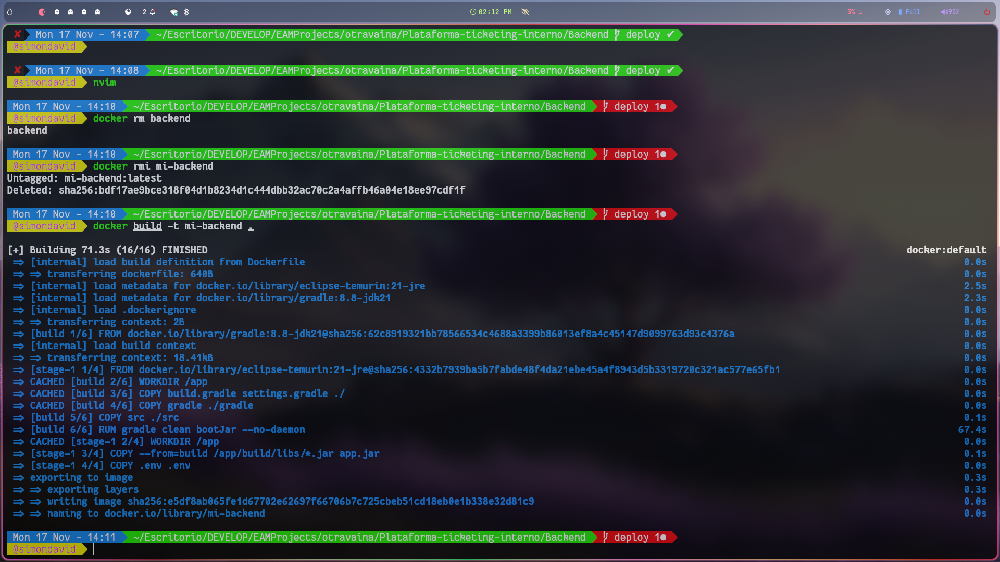 2
02:12 PM
5%
Full
95%
✘ Mon 17 Nov - 14:07 ~/Escritorio/DEVELOP/EAMProjects/otravaina/Plataforma-ticketing-interno/Backend deploy ✔
@simondavid
✘ Mon 17 Nov - 14:08 ~/Escritorio/DEVELOP/EAMProjects/otravaina/Plataforma-ticketing-interno/Backend deploy ✔
@simondavid nvim
Mon 17 Nov - 14:10 ~/Escritorio/DEVELOP/EAMProjects/otravaina/Plataforma-ticketing-interno/Backend deploy 1●
@simondavid docker rm backend
backend
Mon 17 Nov - 14:10 ~/Escritorio/DEVELOP/EAMProjects/otravaina/Plataforma-ticketing-interno/Backend deploy 1●
@simondavid docker rmi mi-backend
Untagged: mi-backend:latest
Deleted: sha256:bdf17ae9bce318f04d1b8234d1c444dbb32ac70c2a4affb46a04e18ee97cdf1f
Mon 17 Nov - 14:10 ~/Escritorio/DEVELOP/EAMProjects/otravaina/Plataforma-ticketing-interno/Backend deploy 1●
@simondavid docker build -t mi-backend .
[+] Building 71.3s (16/16) FINISHED docker:default
=> [internal] load build definition from Dockerfile 0.0s
=> => transferring dockerfile: 640B 0.0s
=> [internal] load metadata for docker.io/library/eclipse-temurin:21-jre 2.5s
=> [internal] load metadata for docker.io/library/gradle:8.8-jdk21 2.3s
=> [internal] load .dockerignore 0.0s
=> => transferring context: 2B 0.0s
=> [build 1/6] FROM docker.io/library/gradle:8.8-jdk21@sha256:62c8919321bb78566534c4688a3399b86013ef8a4c45147d9099763d93c4376a 0.0s
=> [internal] load build context 0.0s
=> => transferring context: 18.41kB 0.0s
=> [stage-1 1/4] FROM docker.io/library/eclipse-temurin:21-jre@sha256:4332b7939ba5b7fabde48f4da21ebe45a4f8943d5b3319720c321ac577e65fb1 0.0s
=> CACHED [build 2/6] WORKDIR /app 0.0s
=> CACHED [build 3/6] COPY build.gradle settings.gradle ./ 0.0s
=> CACHED [build 4/6] COPY gradle ./gradle 0.0s
=> [build 5/6] COPY src ./src 0.1s
=> [build 6/6] RUN gradle clean bootJar --no-daemon 67.4s
=> CACHED [stage-1 2/4] WORKDIR /app 0.0s
=> [stage-1 3/4] COPY --from=build /app/build/libs/*.jar app.jar 0.1s
=> [stage-1 4/4] COPY .env .env 0.0s
=> exporting to image 0.3s
=> => exporting layers 0.3s
=> => writing image sha256:e5df8ab065fe1d67702e62697f66706b7c725cbeb51cd18eb0e1b338e32d81c9 0.0s
=> => naming to docker.io/library/mi-backend 0.0s
Mon 17 Nov - 14:11 ~/Escritorio/DEVELOP/EAMProjects/otravaina/Plataforma-ticketing-interno/Backend deploy 1●
@simondavid